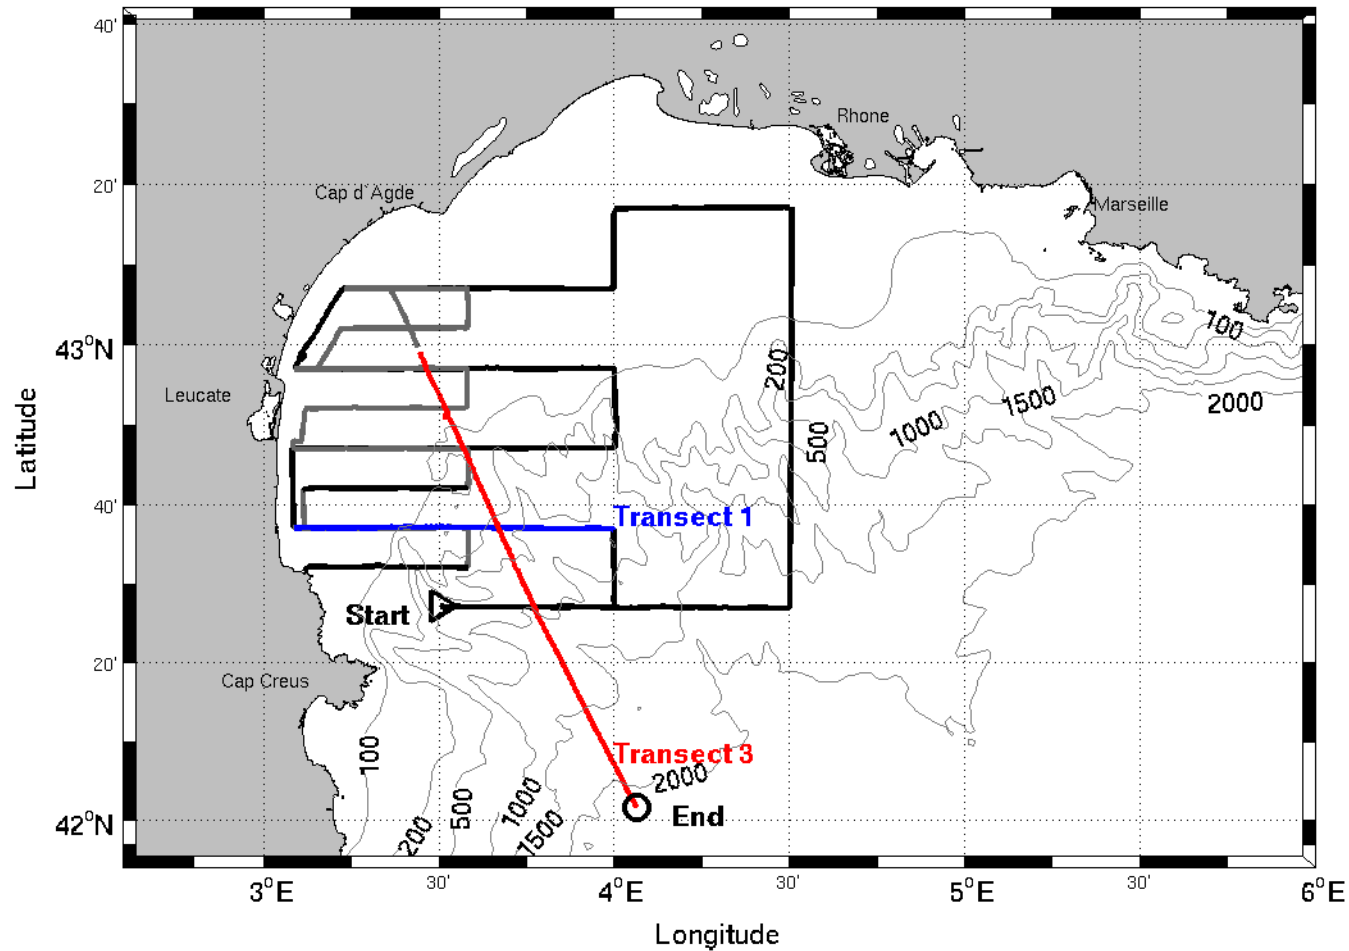 40'
Rhone
20'
Cap d`Agde
Marseille
100
43°N
200
Leucate
1000
1500
2000
500
Latitude
40'
Transect 1
Start
20'
Cap Creus
100
Transect 3
2000
500
1000
1500
200
End
42°N
3°E
30'
4°E
30'
5°E
30'
6°E
Longitude